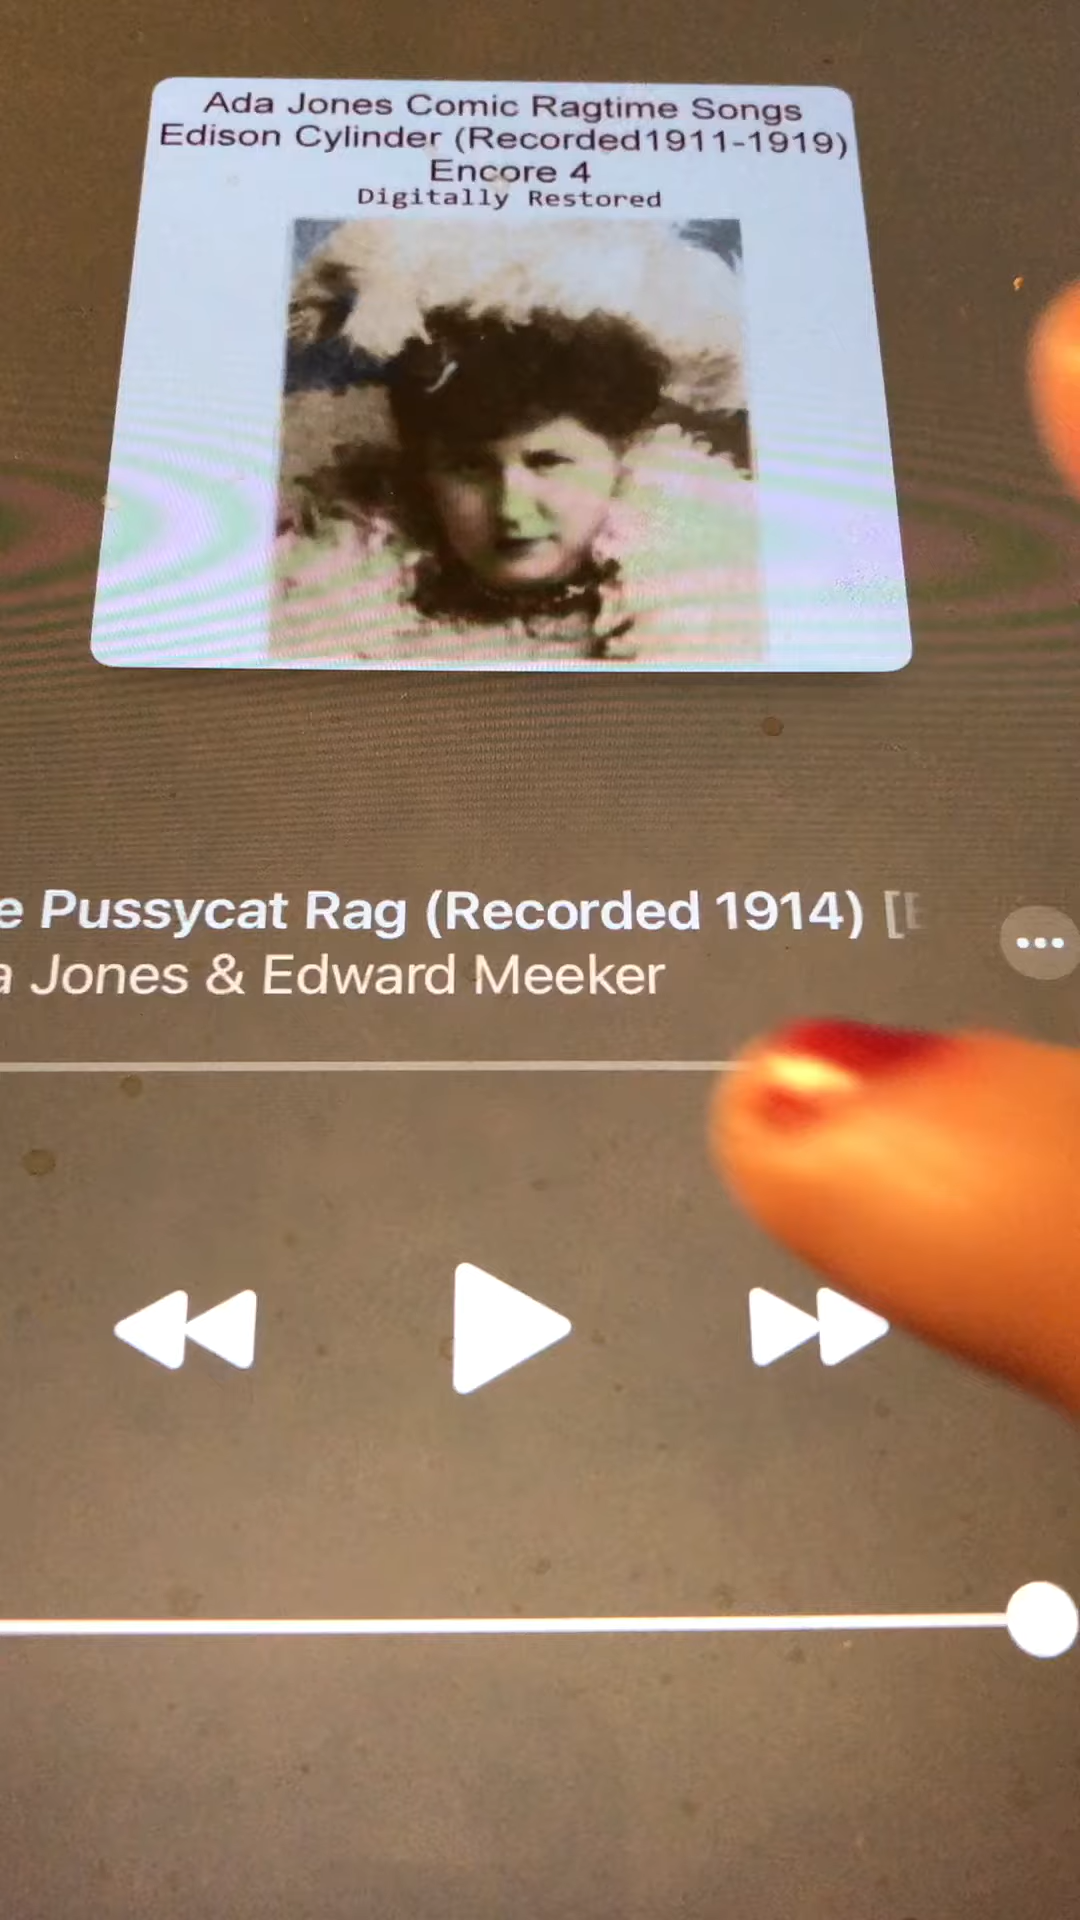 Ada Jones Comic Ragtime Songs
Edison Cylinder (Recorded1911-1919)
Encore 4
Digitally Restored
e Pussycat Rag (Recorded 1914) [E
a Jones & Edward Meeker